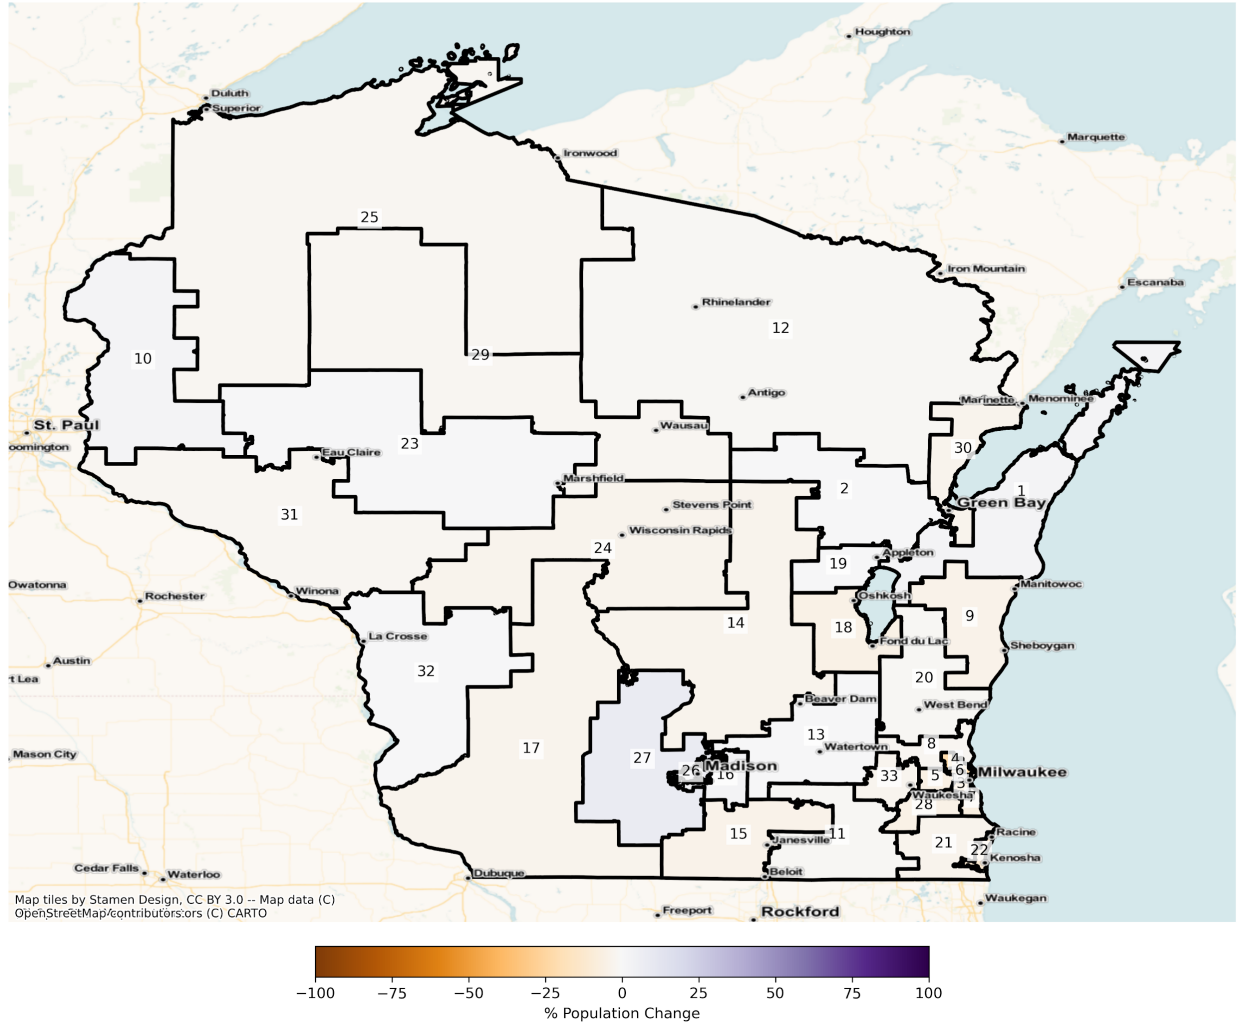 Houghton
Duluth
Superior
Marquette
Ironwood
25
Iron Mountain
Escanaba
Rhinelander
12
10
29
Antigo
Marinette
Menominee
St. Paul
Wausau
oomington
23
Eau Claire
30
Marshfield
2
1
Green Bay
31
Stevens Point
Wisconsin Rapids
24
Appleton
19
Owatonna
Rochester
Winona
Manitowoc
Oshkosh
9
14
18
La Crosse
Fond du Lac
Sheboygan
Austin
32
20
rt Lea
Beaver Dam
West Bend
13
8
17
Mason City
27
Watertown
4
26
Madison
16
33
5
6
Milwaukee
3
Waukesha
7
28
15
11
Racine
Janesville
21
22
Kenosha
Cedar Falls
Waterloo
Dubuque
Beloit
Map tiles by Stamen Design, CC BY 3.0 -- Map data (C)
OpenStreetMap contributors (C) CARTO
Waukegan
Freeport
Rockford
−100 −75 −50 −25 0 25 50 75 100
% Population Change